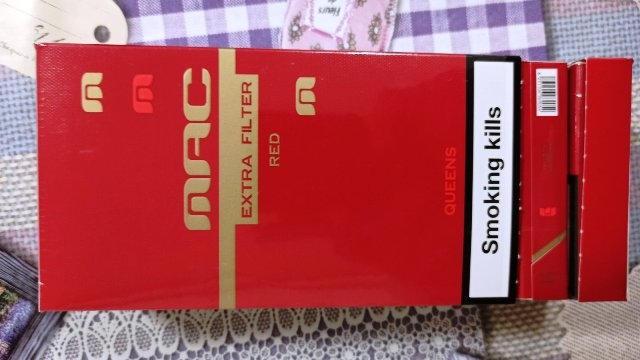 MAC
EXTRA FILTER
RED
QUEENS
Smoking kills